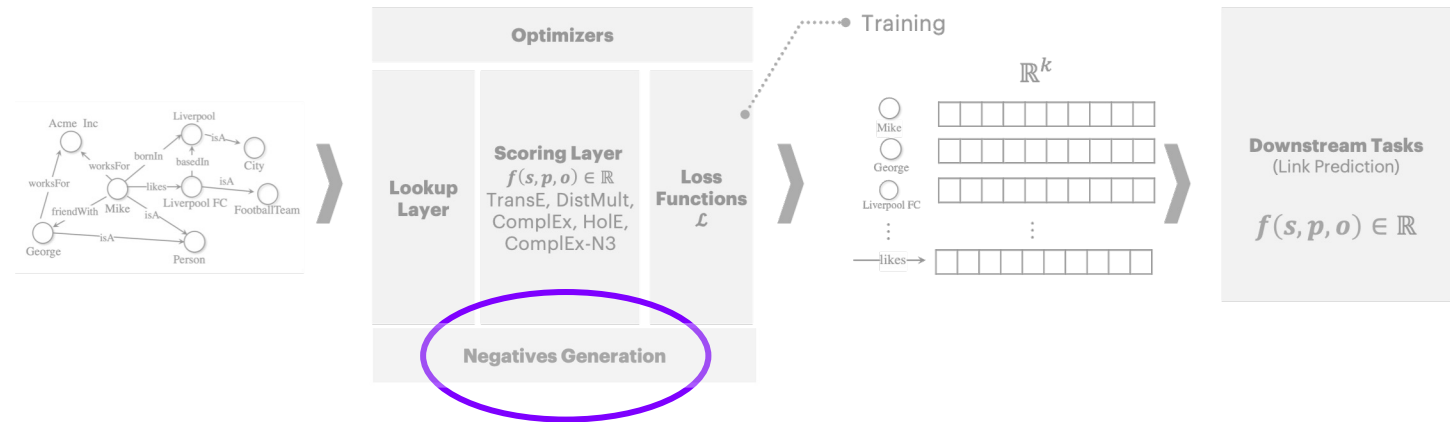 Acme Inc
Liverpool
isA
City
bornIn
worksFor
basedIn
worksFor
likes
isA
Mike
Liverpool FC
FootballTeam
friendWith
isA
George
isA
Person
Optimizers
Lookup
Layer
Scoring Layer
f(s, p, o) ∈ ℝ
TransE, DistMult,
ComplEx, HolE,
ComplEx-N3
Loss
Functions
ℒ
Negatives Generation
Training
ℝᵏ
Mike
George
Liverpool FC
⋮
⋮
likes
Downstream Tasks
(Link Prediction)
f(s, p, o) ∈ ℝ